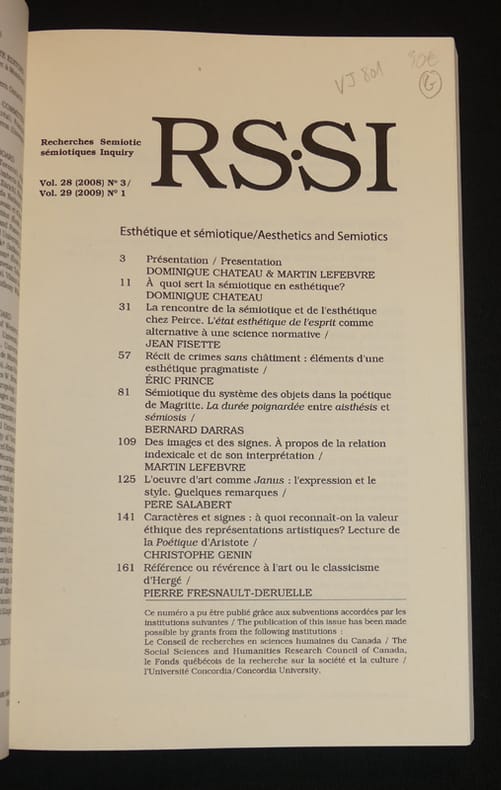 VJ 801
30€
G
Recherches Semiotic
sémiotiques Inquiry
RS·SI
Vol. 28 (2008) Nº 3/
Vol. 29 (2009) Nº 1
Esthétique et sémiotique/Aesthetics and Semiotics
3 Présentation / Presentation
DOMINIQUE CHATEAU & MARTIN LEFEBVRE
11 À quoi sert la sémiotique en esthétique?
DOMINIQUE CHATEAU
31 La rencontre de la sémiotique et de l'esthétique
chez Peirce. L'état esthétique de l'esprit comme
alternative à une science normative /
JEAN FISETTE
57 Récit de crimes sans châtiment : éléments d'une
esthétique pragmatiste /
ÉRIC PRINCE
81 Sémiotique du système des objets dans la poétique
de Magritte. La durée poignardée entre aisthésis et
sémiosis /
BERNARD DARRAS
109 Des images et des signes. À propos de la relation
indexicale et de son interprétation /
MARTIN LEFEBVRE
125 L'oeuvre d'art comme Janus : l'expression et le
style. Quelques remarques /
PERE SALABERT
141 Caractères et signes : à quoi reconnaît-on la valeur
éthique des représentations artistiques? Lecture de
la Poétique d'Aristote /
CHRISTOPHE GENIN
161 Référence ou révérence à l'art ou le classicisme
d'Hergé /
PIERRE FRESNAULT-DERUELLE
Ce numéro a pu être publié grâce aux subventions accordées par les
institutions suivantes / The publication of this issue has been made
possible by grants from the following institutions :
Le Conseil de recherches en sciences humaines du Canada / The
Social Sciences and Humanities Research Council of Canada,
le Fonds québécois de la recherche sur la société et la culture /
l'Université Concordia/Concordia University.